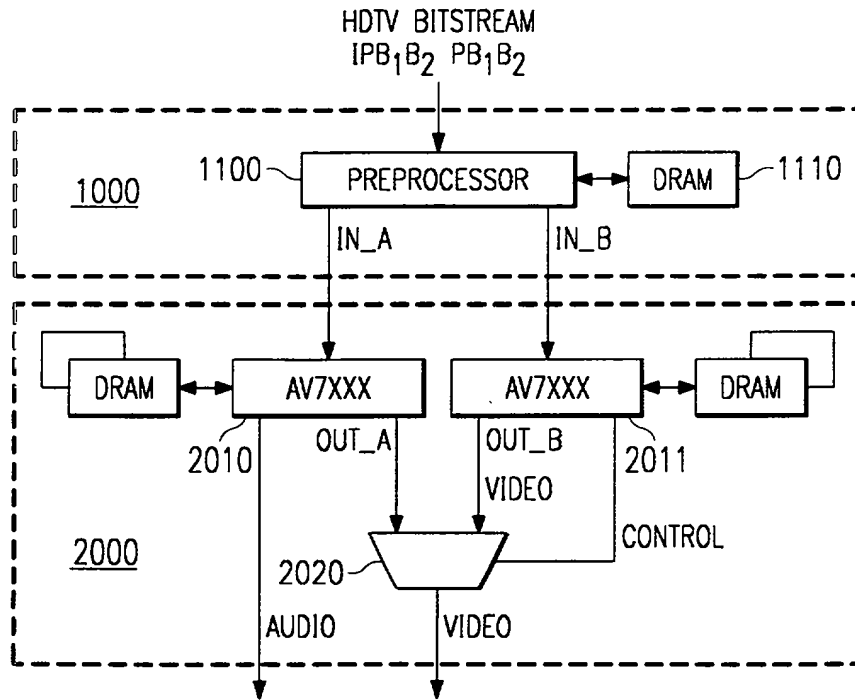 HDTV BITSTREAM
IPB₁B₂ PB₁B₂
1100
PREPROCESSOR
DRAM
1110
1000
IN_A
IN_B
DRAM
AV7XXX
AV7XXX
DRAM
2010
OUT_A
OUT_B
2011
VIDEO
2000
2020
CONTROL
AUDIO
VIDEO